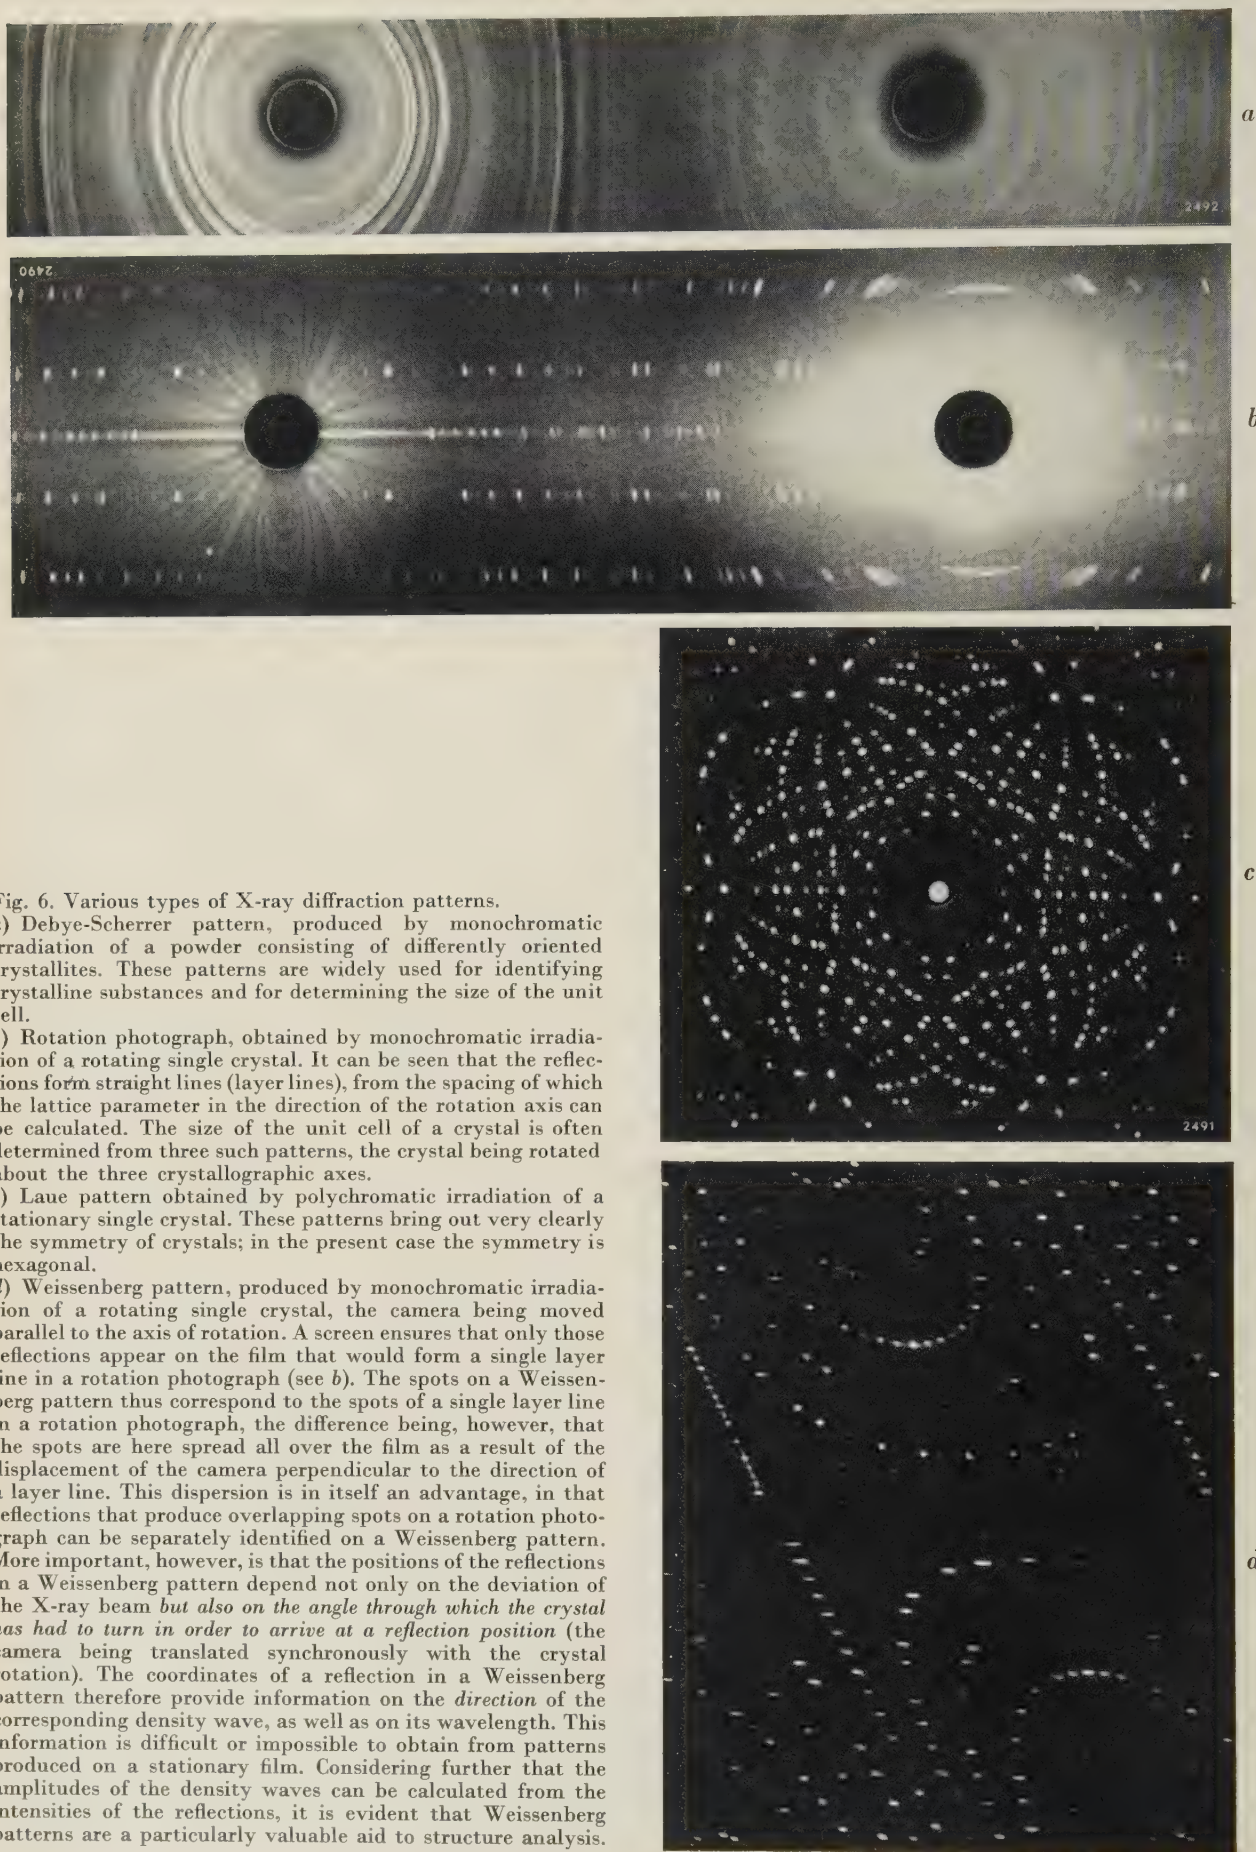 a
2492
2490
b
c
2491
d
Fig. 6. Various types of X-ray diffraction patterns.
) Debye-Scherrer pattern, produced by monochromatic
rradiation of a powder consisting of differently oriented
rystallites. These patterns are widely used for identifying
rystalline substances and for determining the size of the unit
ell.
) Rotation photograph, obtained by monochromatic irradia-
ion of a rotating single crystal. It can be seen that the reflec-
ions form straight lines (layer lines), from the spacing of which
he lattice parameter in the direction of the rotation axis can
be calculated. The size of the unit cell of a crystal is often
determined from three such patterns, the crystal being rotated
about the three crystallographic axes.
) Laue pattern obtained by polychromatic irradiation of a
tationary single crystal. These patterns bring out very clearly
he symmetry of crystals; in the present case the symmetry is
hexagonal.
) Weissenberg pattern, produced by monochromatic irradia-
ion of a rotating single crystal, the camera being moved
parallel to the axis of rotation. A screen ensures that only those
eflections appear on the film that would form a single layer
ine in a rotation photograph (see b). The spots on a Weissen-
berg pattern thus correspond to the spots of a single layer line
n a rotation photograph, the difference being, however, that
he spots are here spread all over the film as a result of the
displacement of the camera perpendicular to the direction of
a layer line. This dispersion is in itself an advantage, in that
eflections that produce overlapping spots on a rotation photo-
graph can be separately identified on a Weissenberg pattern.
More important, however, is that the positions of the reflections
n a Weissenberg pattern depend not only on the deviation of
he X-ray beam but also on the angle through which the crystal
has had to turn in order to arrive at a reflection position (the
camera being translated synchronously with the crystal
otation). The coordinates of a reflection in a Weissenberg
pattern therefore provide information on the direction of the
corresponding density wave, as well as on its wavelength. This
nformation is difficult or impossible to obtain from patterns
produced on a stationary film. Considering further that the
amplitudes of the density waves can be calculated from the
ntensities of the reflections, it is evident that Weissenberg
patterns are a particularly valuable aid to structure analysis.